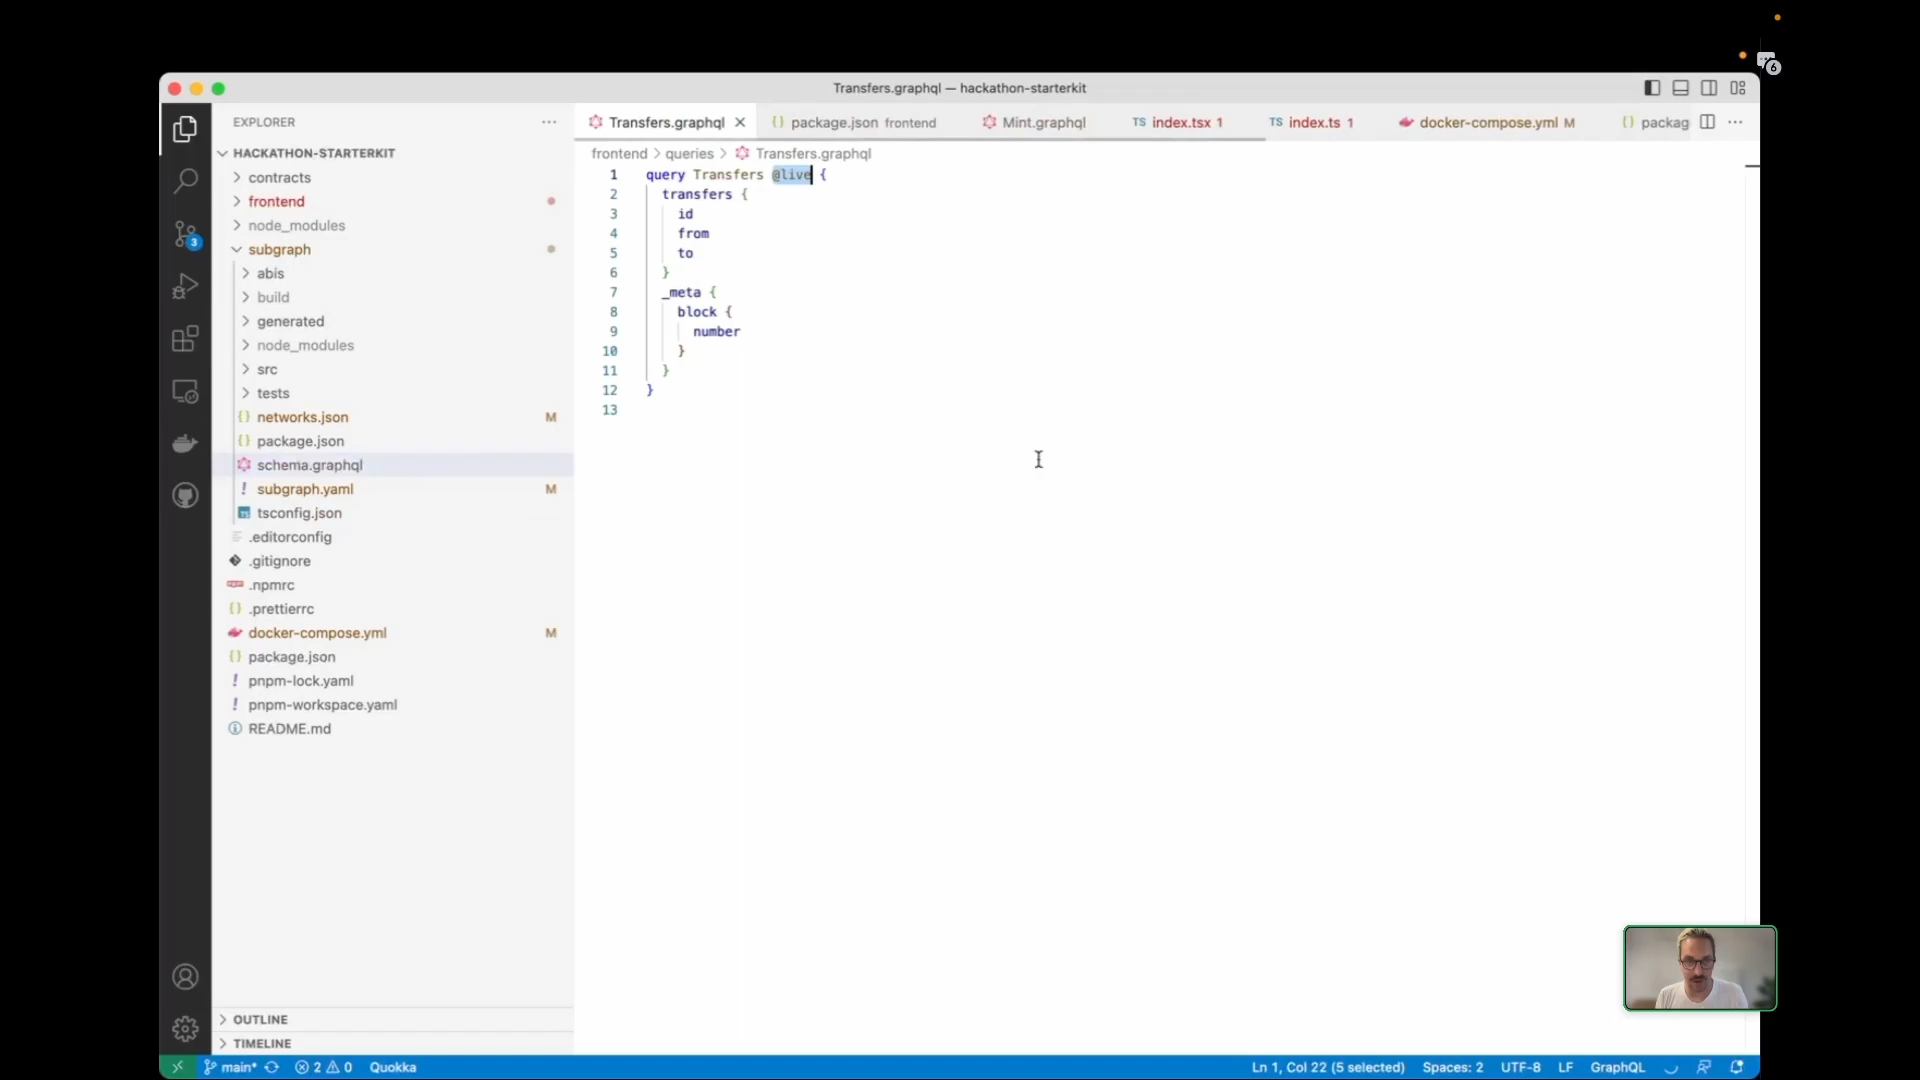 6
Transfers.graphql — hackathon-starterkit
EXPLORER
HACKATHON-STARTERKIT
contracts
frontend
node_modules
subgraph
abis
build
generated
node_modules
src
tests
networks.json M
package.json
schema.graphql
subgraph.yaml M
tsconfig.json
.editorconfig
.gitignore
.npmrc
.prettierrc
docker-compose.yml M
package.json
pnpm-lock.yaml
pnpm-workspace.yaml
README.md
OUTLINE
TIMELINE
3
Transfers.graphql package.json frontend Mint.graphql TS index.tsx 1 TS index.ts 1 docker-compose.yml M packag
frontend > queries > Transfers.graphql
1 query Transfers @live {
2 transfers {
3 id
4 from
5 to
6 }
7 _meta {
8 block {
9 number
10 }
11 }
12 }
13
main* 2 0 Quokka Ln 1, Col 22 (5 selected) Spaces: 2 UTF-8 LF GraphQL